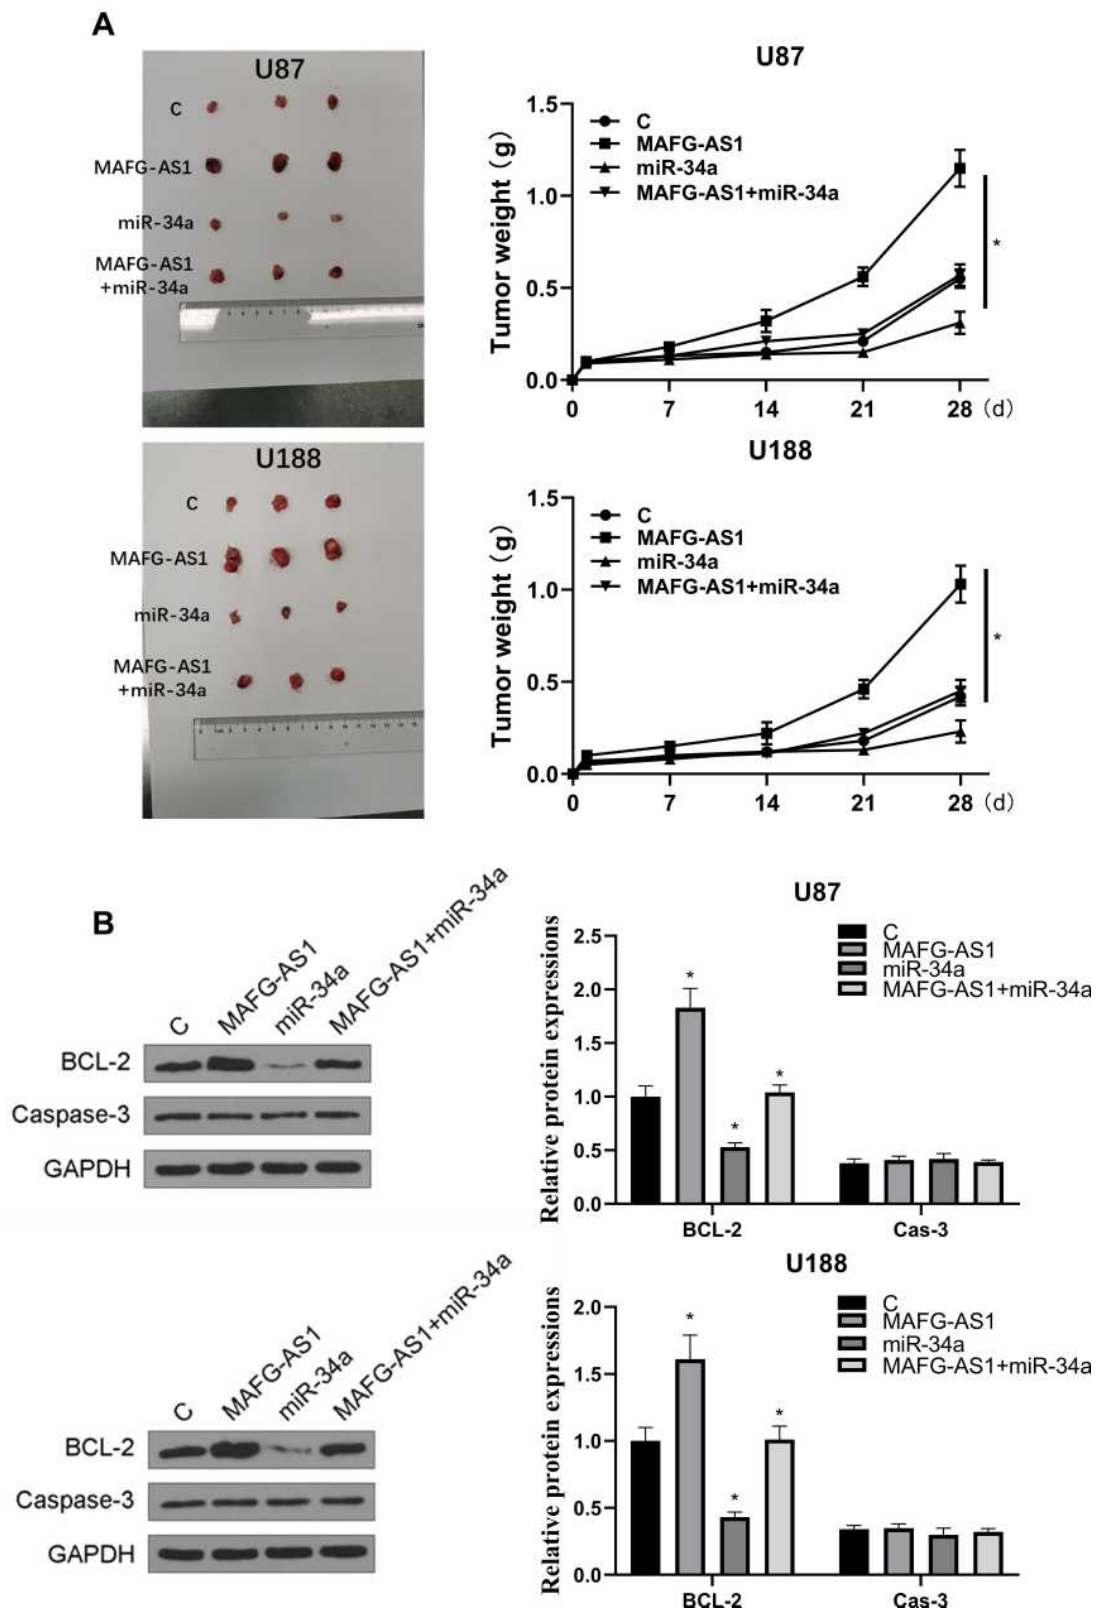 A
U87
C
MAFG-AS1
miR-34a
MAFG-AS1
+miR-34a
U87
Tumor weight (g)
1.5
1.0
0.5
0.0
C
MAFG-AS1
miR-34a
MAFG-AS1+miR-34a
*
0 7 14 21 28 (d)
U188
C
MAFG-AS1
miR-34a
MAFG-AS1
+miR-34a
U188
Tumor weight (g)
1.5
1.0
0.5
0.0
C
MAFG-AS1
miR-34a
MAFG-AS1+miR-34a
*
0 7 14 21 28 (d)
B
C MAFG-AS1 miR-34a MAFG-AS1+miR-34a
BCL-2
Caspase-3
GAPDH
U87
Relative protein expressions
2.5
2.0
1.5
1.0
0.5
0.0
C
MAFG-AS1
miR-34a
MAFG-AS1+miR-34a
* * *
BCL-2 Cas-3
C MAFG-AS1 miR-34a MAFG-AS1+miR-34a
BCL-2
Caspase-3
GAPDH
U188
Relative protein expressions
2.0
1.5
1.0
0.5
0.0
C
MAFG-AS1
miR-34a
MAFG-AS1+miR-34a
* * *
BCL-2 Cas-3